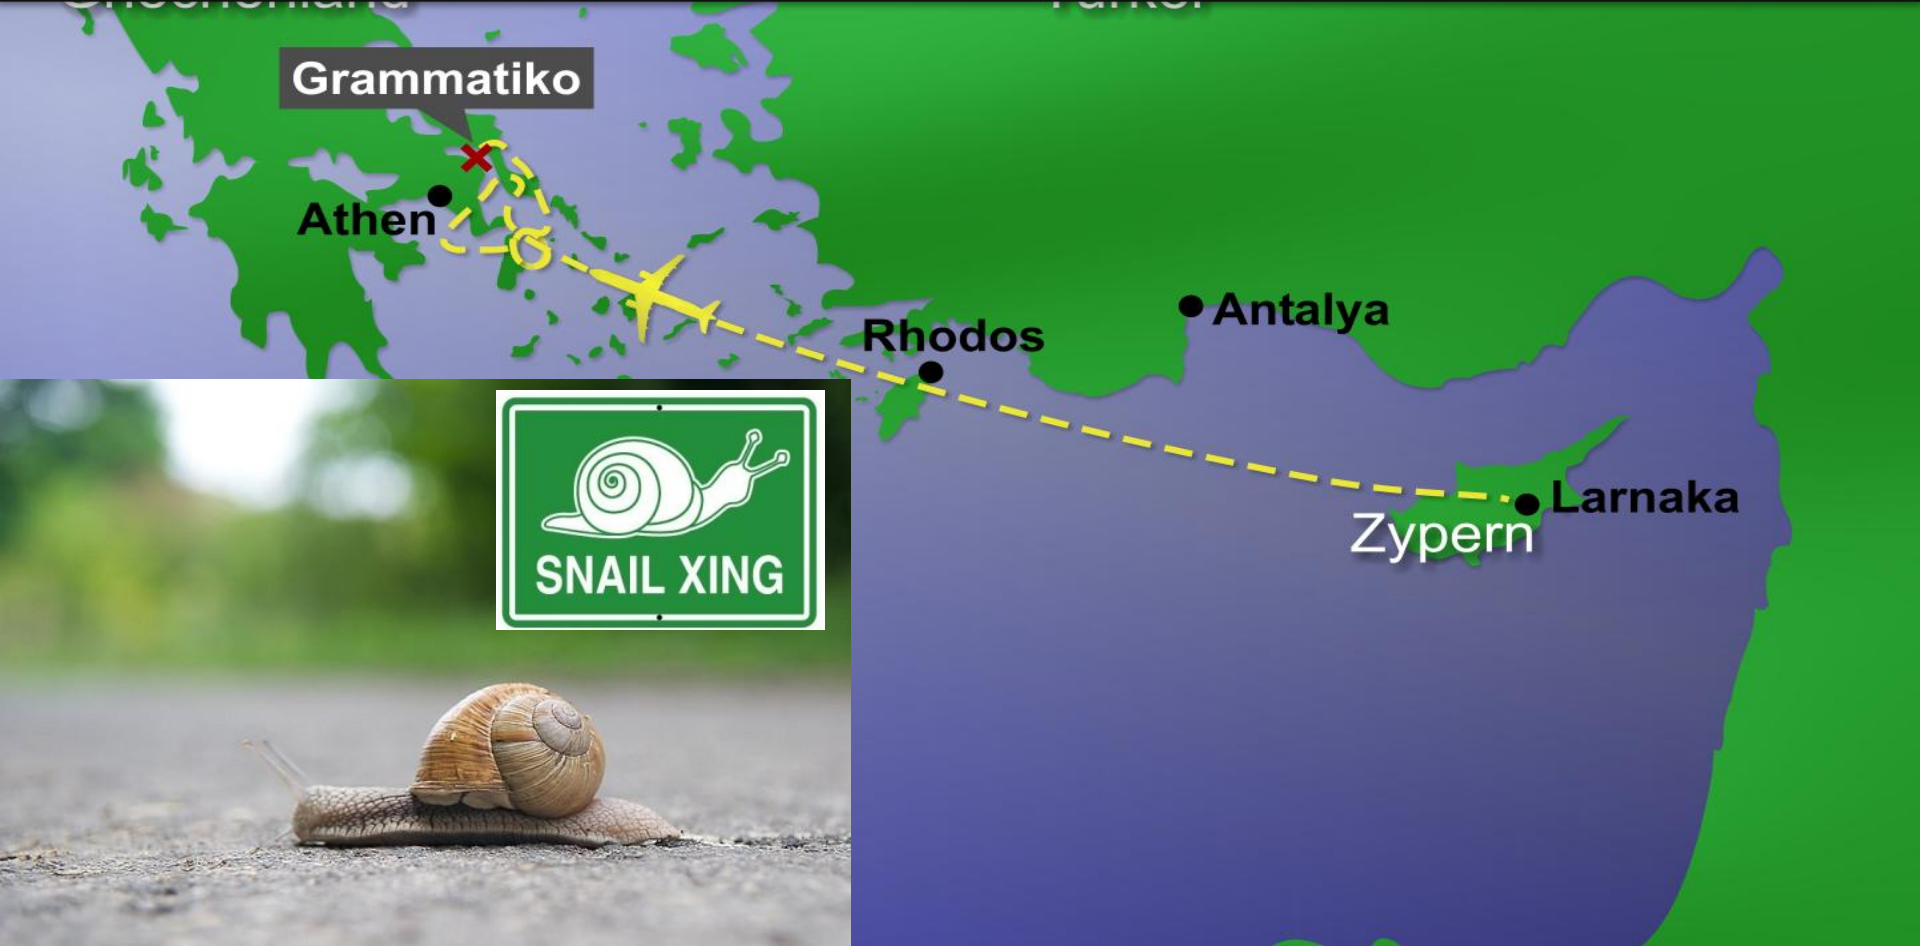 Grammatiko
Athen
Rhodos
Antalya
Larnaka
Zypern
SNAIL XING